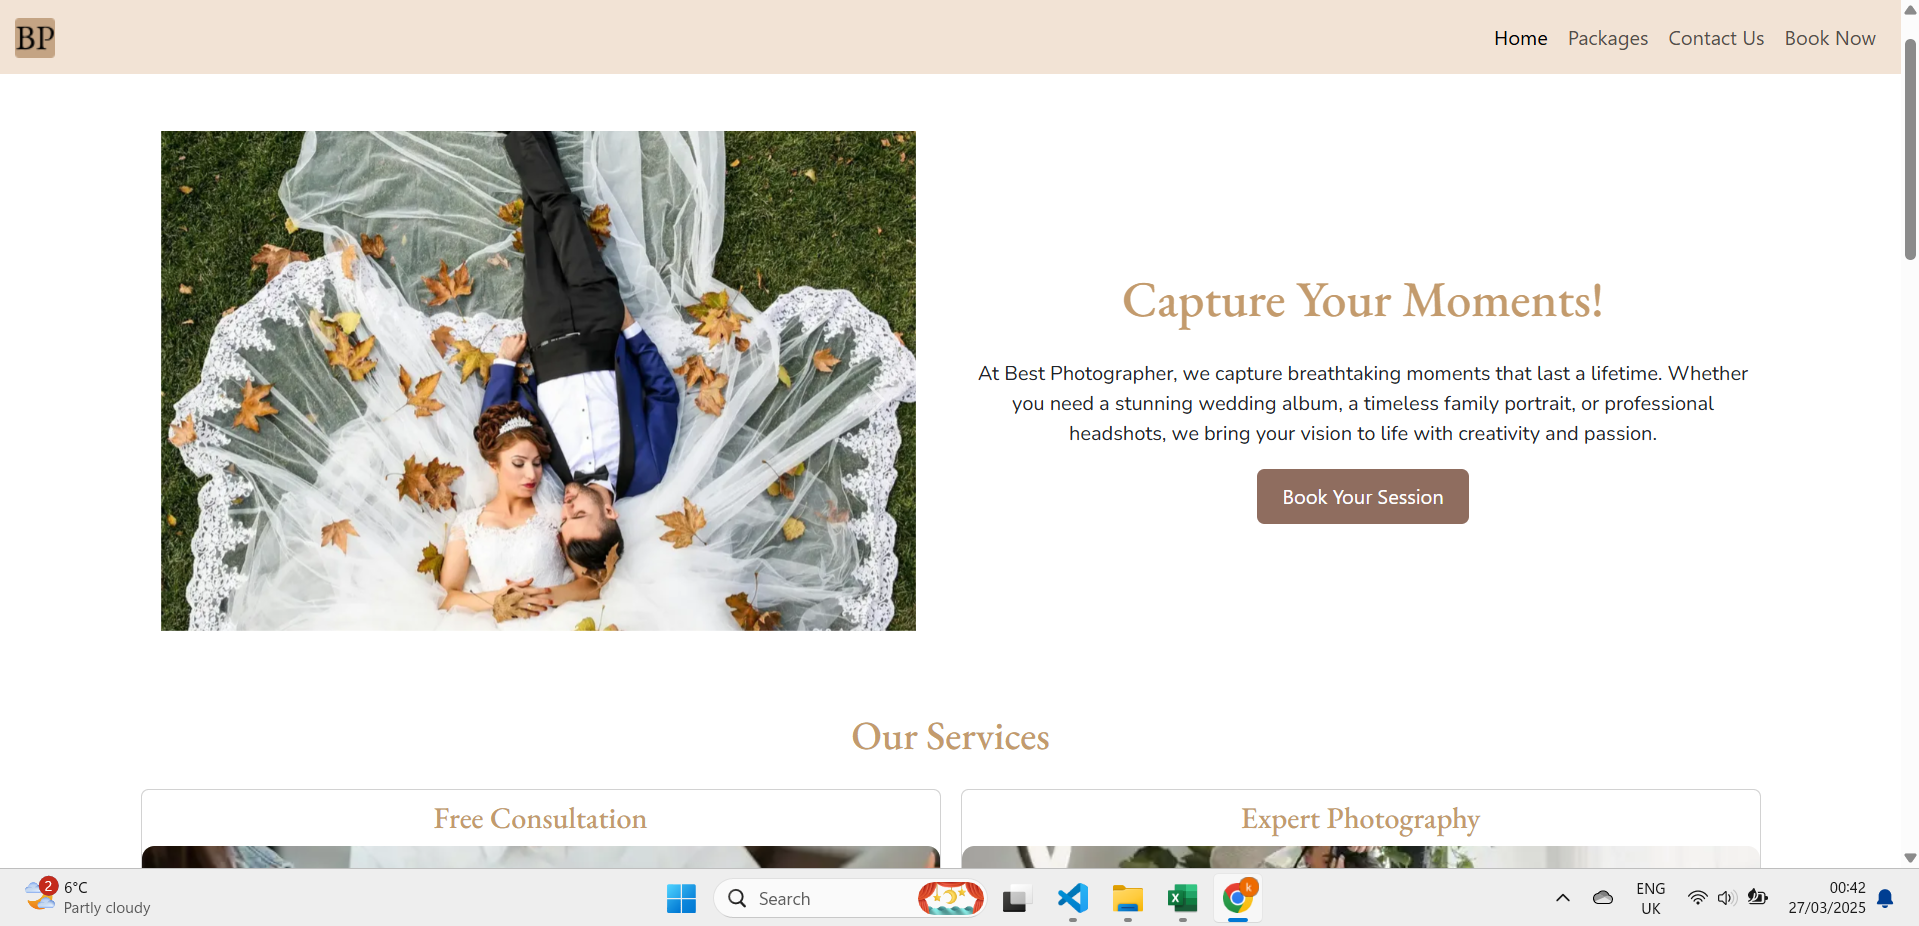 BP
Home Packages Contact Us Book Now
Capture Your Moments!
At Best Photographer, we capture breathtaking moments that last a lifetime. Whether
you need a stunning wedding album, a timeless family portrait, or professional
headshots, we bring your vision to life with creativity and passion.
Book Your Session
Our Services
Free Consultation
Expert Photography
2
6°C
Partly cloudy
Search
k
ENG
UK
00:42
27/03/2025